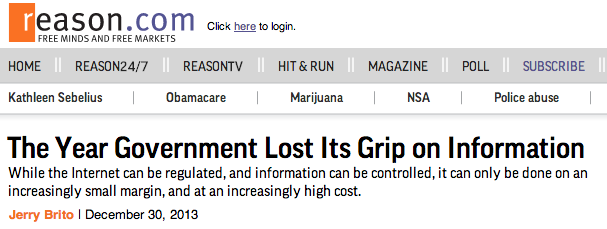 reason.com Click here to login.
FREE MINDS AND FREE MARKETS
HOME REASON24/7 REASONTV HIT & RUN MAGAZINE POLL SUBSCRIBE
Kathleen Sebelius Obamacare Marijuana NSA Police abuse
The Year Government Lost Its Grip on Information
While the Internet can be regulated, and information can be controlled, it can only be done on an
increasingly small margin, and at an increasingly high cost.
Jerry Brito | December 30, 2013